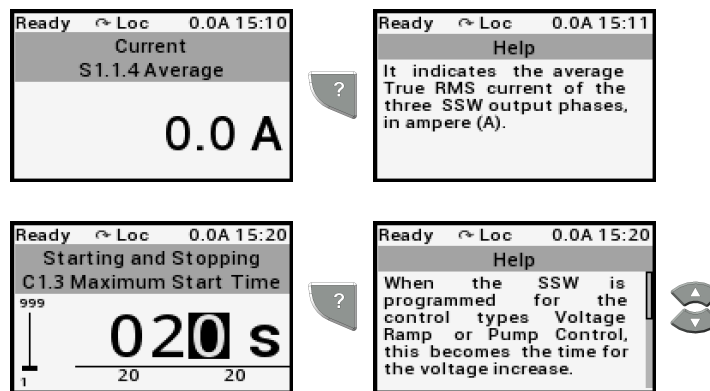 Ready Loc 0.0A 15:10
Current
S1.1.4 Average
0.0 A
?
Ready Loc 0.0A 15:11
Help
It indicates the average
True RMS current of the
three SSW output phases,
in ampere (A).
Ready Loc 0.0A 15:20
Starting and Stopping
C1.3 Maximum Start Time
999
020 s
1
20 20
?
Ready Loc 0.0A 15:20
Help
When the SSW is
programmed for the
control types Voltage
Ramp or Pump Control,
this becomes the time for
the voltage increase.